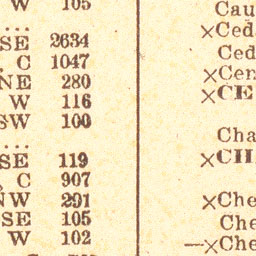 W 105
...
SE 2634
C 1047
NE 280
W 116
SW 100
...
SE 119
C 907
NW 291
SE 105
W 102
Cau
×Ced
Ced
×Cen
×CE
Cha
×CH
×Che
Che
—×Che